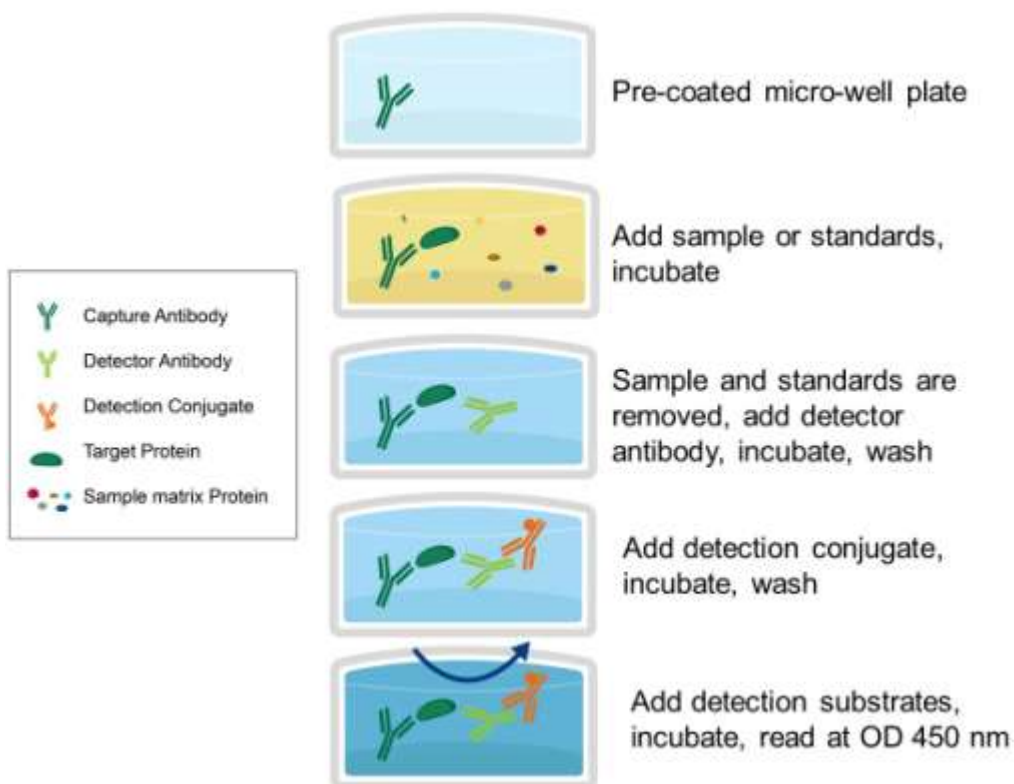 Pre-coated micro-well plate
Add sample or standards,
incubate
Capture Antibody
Detector Antibody
Detection Conjugate
Target Protein
Sample matrix Protein
Sample and standards are
removed, add detector
antibody, incubate, wash
Add detection conjugate,
incubate, wash
Add detection substrates,
incubate, read at OD 450 nm